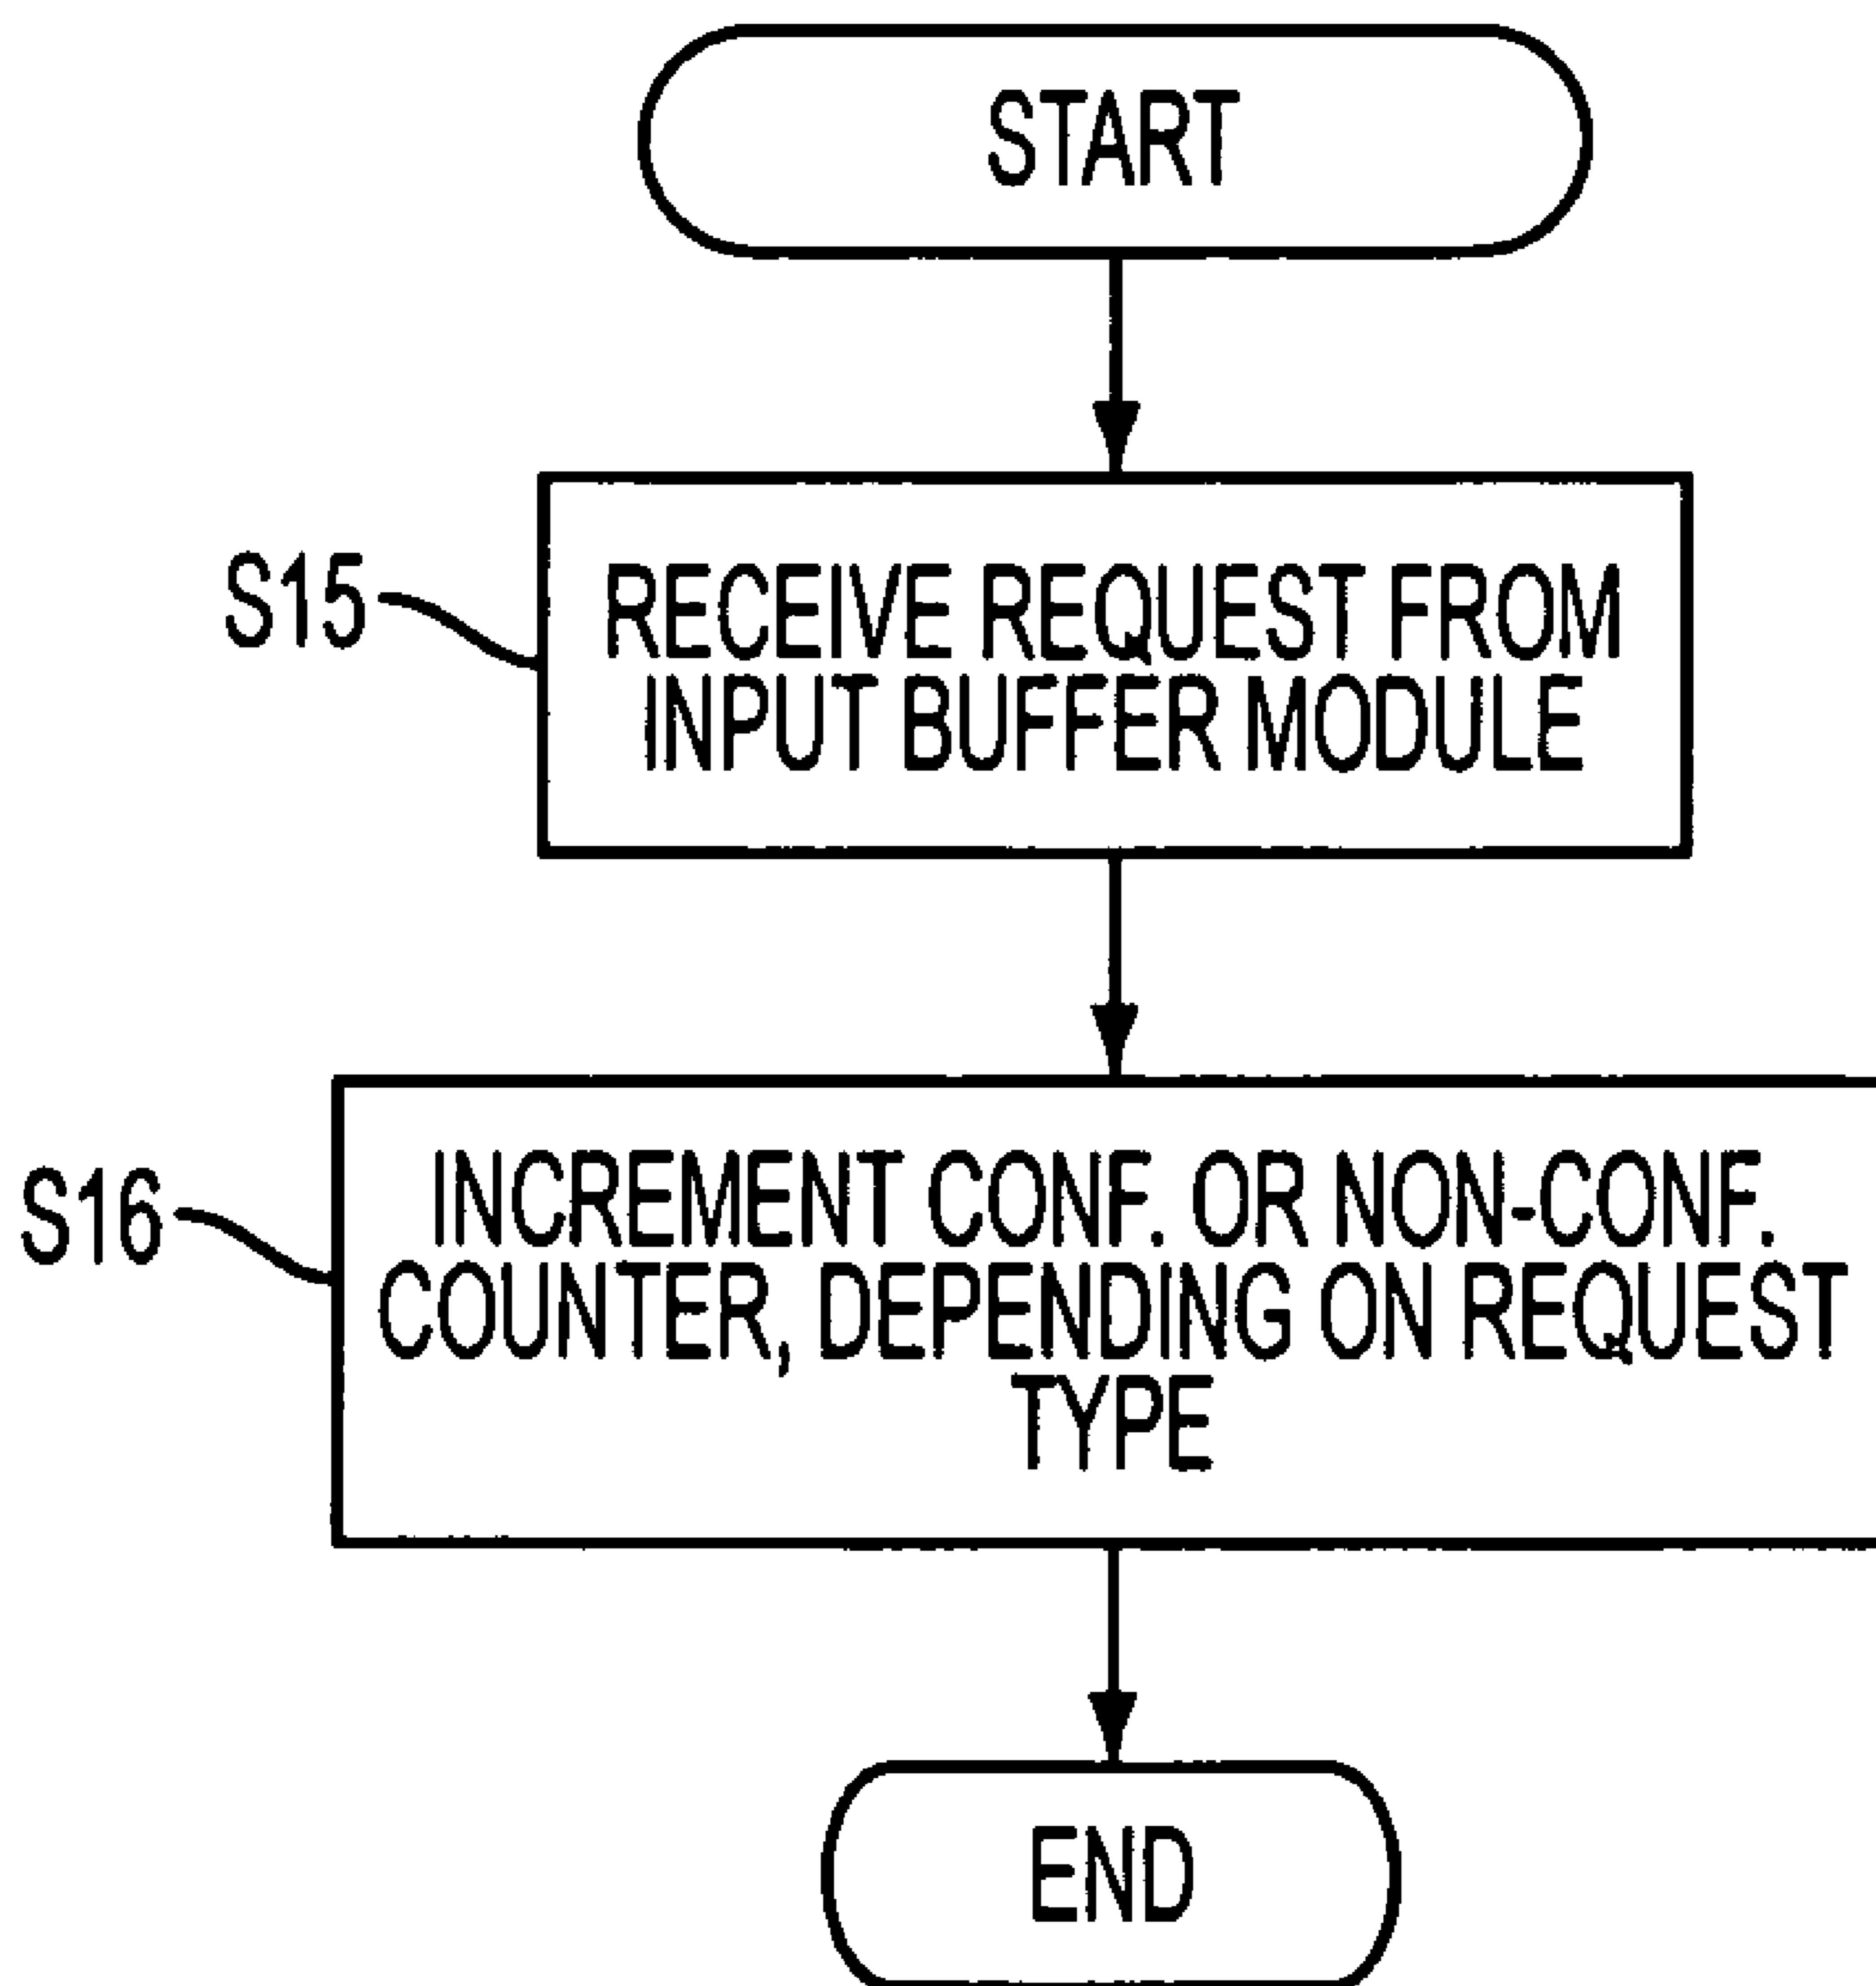 START
S15
RECEIVE REQUEST FROM
INPUT BUFFER MODULE
S16
INCREMENT CONF. OR NON-CONF.
COUNTER, DEPENDING ON REQUEST
TYPE
END